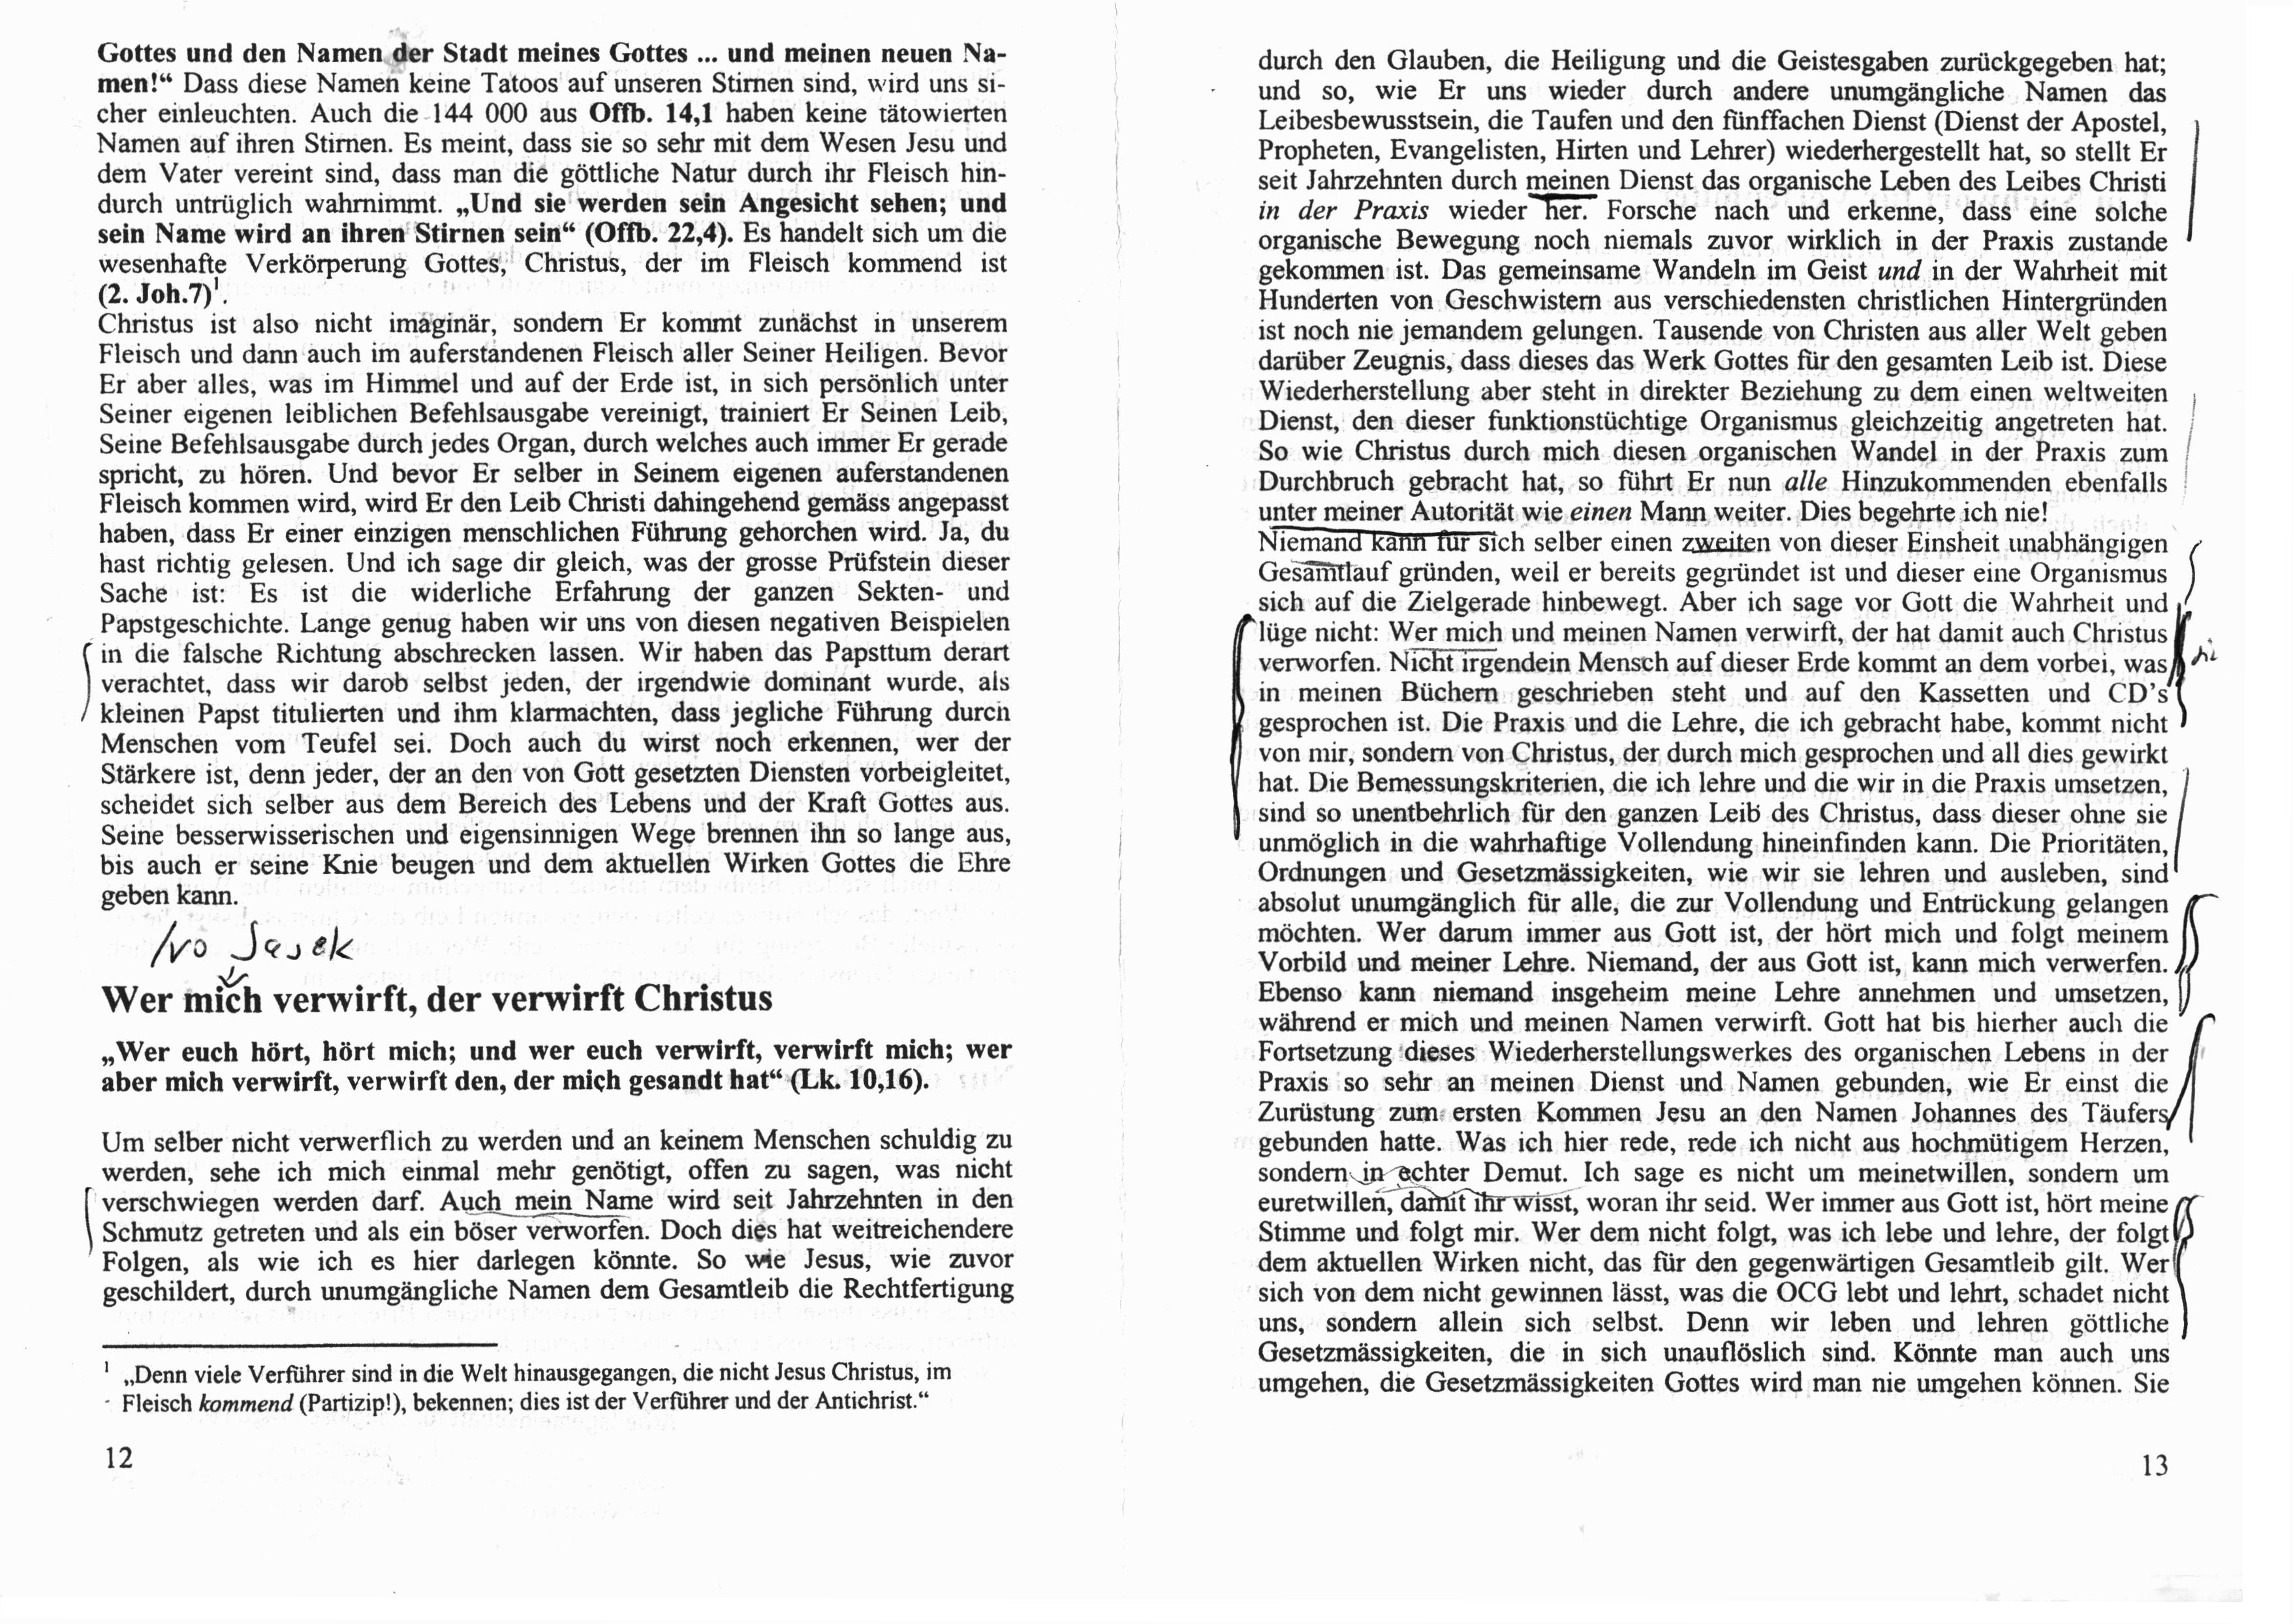 Gottes und den Namen der Stadt meines Gottes ... und meinen neuen Na-
men!“ Dass diese Namen keine Tatoos auf unseren Stirnen sind, wird uns si-
cher einleuchten. Auch die 144 000 aus Offb. 14,1 haben keine tätowierten
Namen auf ihren Stirnen. Es meint, dass sie so sehr mit dem Wesen Jesu und
dem Vater vereint sind, dass man die göttliche Natur durch ihr Fleisch hin-
durch untrüglich wahrnimmt. „Und sie werden sein Angesicht sehen; und
sein Name wird an ihren Stirnen sein“ (Offb. 22,4). Es handelt sich um die
wesenhafte Verkörperung Gottes, Christus, der im Fleisch kommend ist
(2. Joh.7)¹.
Christus ist also nicht imaginär, sondern Er kommt zunächst in unserem
Fleisch und dann auch im auferstandenen Fleisch aller Seiner Heiligen. Bevor
Er aber alles, was im Himmel und auf der Erde ist, in sich persönlich unter
Seiner eigenen leiblichen Befehlsausgabe vereinigt, trainiert Er Seinen Leib,
Seine Befehlsausgabe durch jedes Organ, durch welches auch immer Er gerade
spricht, zu hören. Und bevor Er selber in Seinem eigenen auferstandenen
Fleisch kommen wird, wird Er den Leib Christi dahingehend gemäss angepasst
haben, dass Er einer einzigen menschlichen Führung gehorchen wird. Ja, du
hast richtig gelesen. Und ich sage dir gleich, was der grosse Prüfstein dieser
Sache ist: Es ist die widerliche Erfahrung der ganzen Sekten- und
Papstgeschichte. Lange genug haben wir uns von diesen negativen Beispielen
in die falsche Richtung abschrecken lassen. Wir haben das Papsttum derart
verachtet, dass wir darob selbst jeden, der irgendwie dominant wurde, als
kleinen Papst titulierten und ihm klarmachten, dass jegliche Führung durch
Menschen vom Teufel sei. Doch auch du wirst noch erkennen, wer der
Stärkere ist, denn jeder, der an den von Gott gesetzten Diensten vorbeigleitet,
scheidet sich selber aus dem Bereich des Lebens und der Kraft Gottes aus.
Seine besserwisserischen und eigensinnigen Wege brennen ihn so lange aus,
bis auch er seine Knie beugen und dem aktuellen Wirken Gottes die Ehre
geben kann.
Ivo Sasek
Wer mich verwirft, der verwirft Christus
„Wer euch hört, hört mich; und wer euch verwirft, verwirft mich; wer
aber mich verwirft, verwirft den, der mich gesandt hat“ (Lk. 10,16).
Um selber nicht verwerflich zu werden und an keinem Menschen schuldig zu
werden, sehe ich mich einmal mehr genötigt, offen zu sagen, was nicht
verschwiegen werden darf. Auch mein Name wird seit Jahrzehnten in den
Schmutz getreten und als ein böser verworfen. Doch dies hat weitreichendere
Folgen, als wie ich es hier darlegen könnte. So wie Jesus, wie zuvor
geschildert, durch unumgängliche Namen dem Gesamtleib die Rechtfertigung
¹ „Denn viele Verführer sind in die Welt hinausgegangen, die nicht Jesus Christus, im
Fleisch kommend (Partizip!), bekennen; dies ist der Verführer und der Antichrist.“
12
durch den Glauben, die Heiligung und die Geistesgaben zurückgegeben hat;
und so, wie Er uns wieder durch andere unumgängliche Namen das
Leibesbewusstsein, die Taufen und den fünffachen Dienst (Dienst der Apostel,
Propheten, Evangelisten, Hirten und Lehrer) wiederhergestellt hat, so stellt Er
seit Jahrzehnten durch meinen Dienst das organische Leben des Leibes Christi
in der Praxis wieder her. Forsche nach und erkenne, dass eine solche
organische Bewegung noch niemals zuvor wirklich in der Praxis zustande
gekommen ist. Das gemeinsame Wandeln im Geist und in der Wahrheit mit
Hunderten von Geschwistern aus verschiedensten christlichen Hintergründen
ist noch nie jemandem gelungen. Tausende von Christen aus aller Welt geben
darüber Zeugnis, dass dieses das Werk Gottes für den gesamten Leib ist. Diese
Wiederherstellung aber steht in direkter Beziehung zu dem einen weltweiten
Dienst, den dieser funktionstüchtige Organismus gleichzeitig angetreten hat.
So wie Christus durch mich diesen organischen Wandel in der Praxis zum
Durchbruch gebracht hat, so führt Er nun alle Hinzukommenden ebenfalls
unter meiner Autorität wie einen Mann weiter. Dies begehrte ich nie!
Niemand kann für sich selber einen zweiten von dieser Einsheit unabhängigen
Gesamtlauf gründen, weil er bereits gegründet ist und dieser eine Organismus
sich auf die Zielgerade hinbewegt. Aber ich sage vor Gott die Wahrheit und
lüge nicht: Wer mich und meinen Namen verwirft, der hat damit auch Christus
verworfen. Nicht irgendein Mensch auf dieser Erde kommt an dem vorbei, was
in meinen Büchern geschrieben steht und auf den Kassetten und CD’s
gesprochen ist. Die Praxis und die Lehre, die ich gebracht habe, kommt nicht
von mir, sondern von Christus, der durch mich gesprochen und all dies gewirkt
hat. Die Bemessungskriterien, die ich lehre und die wir in die Praxis umsetzen,
sind so unentbehrlich für den ganzen Leib des Christus, dass dieser ohne sie
unmöglich in die wahrhaftige Vollendung hineinfinden kann. Die Prioritäten,
Ordnungen und Gesetzmässigkeiten, wie wir sie lehren und ausleben, sind
absolut unumgänglich für alle, die zur Vollendung und Entrückung gelangen
möchten. Wer darum immer aus Gott ist, der hört mich und folgt meinem
Vorbild und meiner Lehre. Niemand, der aus Gott ist, kann mich verwerfen.
Ebenso kann niemand insgeheim meine Lehre annehmen und umsetzen,
während er mich und meinen Namen verwirft. Gott hat bis hierher auch die
Fortsetzung dieses Wiederherstellungswerkes des organischen Lebens in der
Praxis so sehr an meinen Dienst und Namen gebunden, wie Er einst die
Zurüstung zum ersten Kommen Jesu an den Namen Johannes des Täufers
gebunden hatte. Was ich hier rede, rede ich nicht aus hochmütigem Herzen,
sondern in echter Demut. Ich sage es nicht um meinetwillen, sondern um
euretwillen, damit ihr wisst, woran ihr seid. Wer immer aus Gott ist, hört meine
Stimme und folgt mir. Wer dem nicht folgt, was ich lebe und lehre, der folgt
dem aktuellen Wirken nicht, das für den gegenwärtigen Gesamtleib gilt. Wer
sich von dem nicht gewinnen lässt, was die OCG lebt und lehrt, schadet nicht
uns, sondern allein sich selbst. Denn wir leben und lehren göttliche
Gesetzmässigkeiten, die in sich unauflöslich sind. Könnte man auch uns
umgehen, die Gesetzmässigkeiten Gottes wird man nie umgehen können. Sie
13